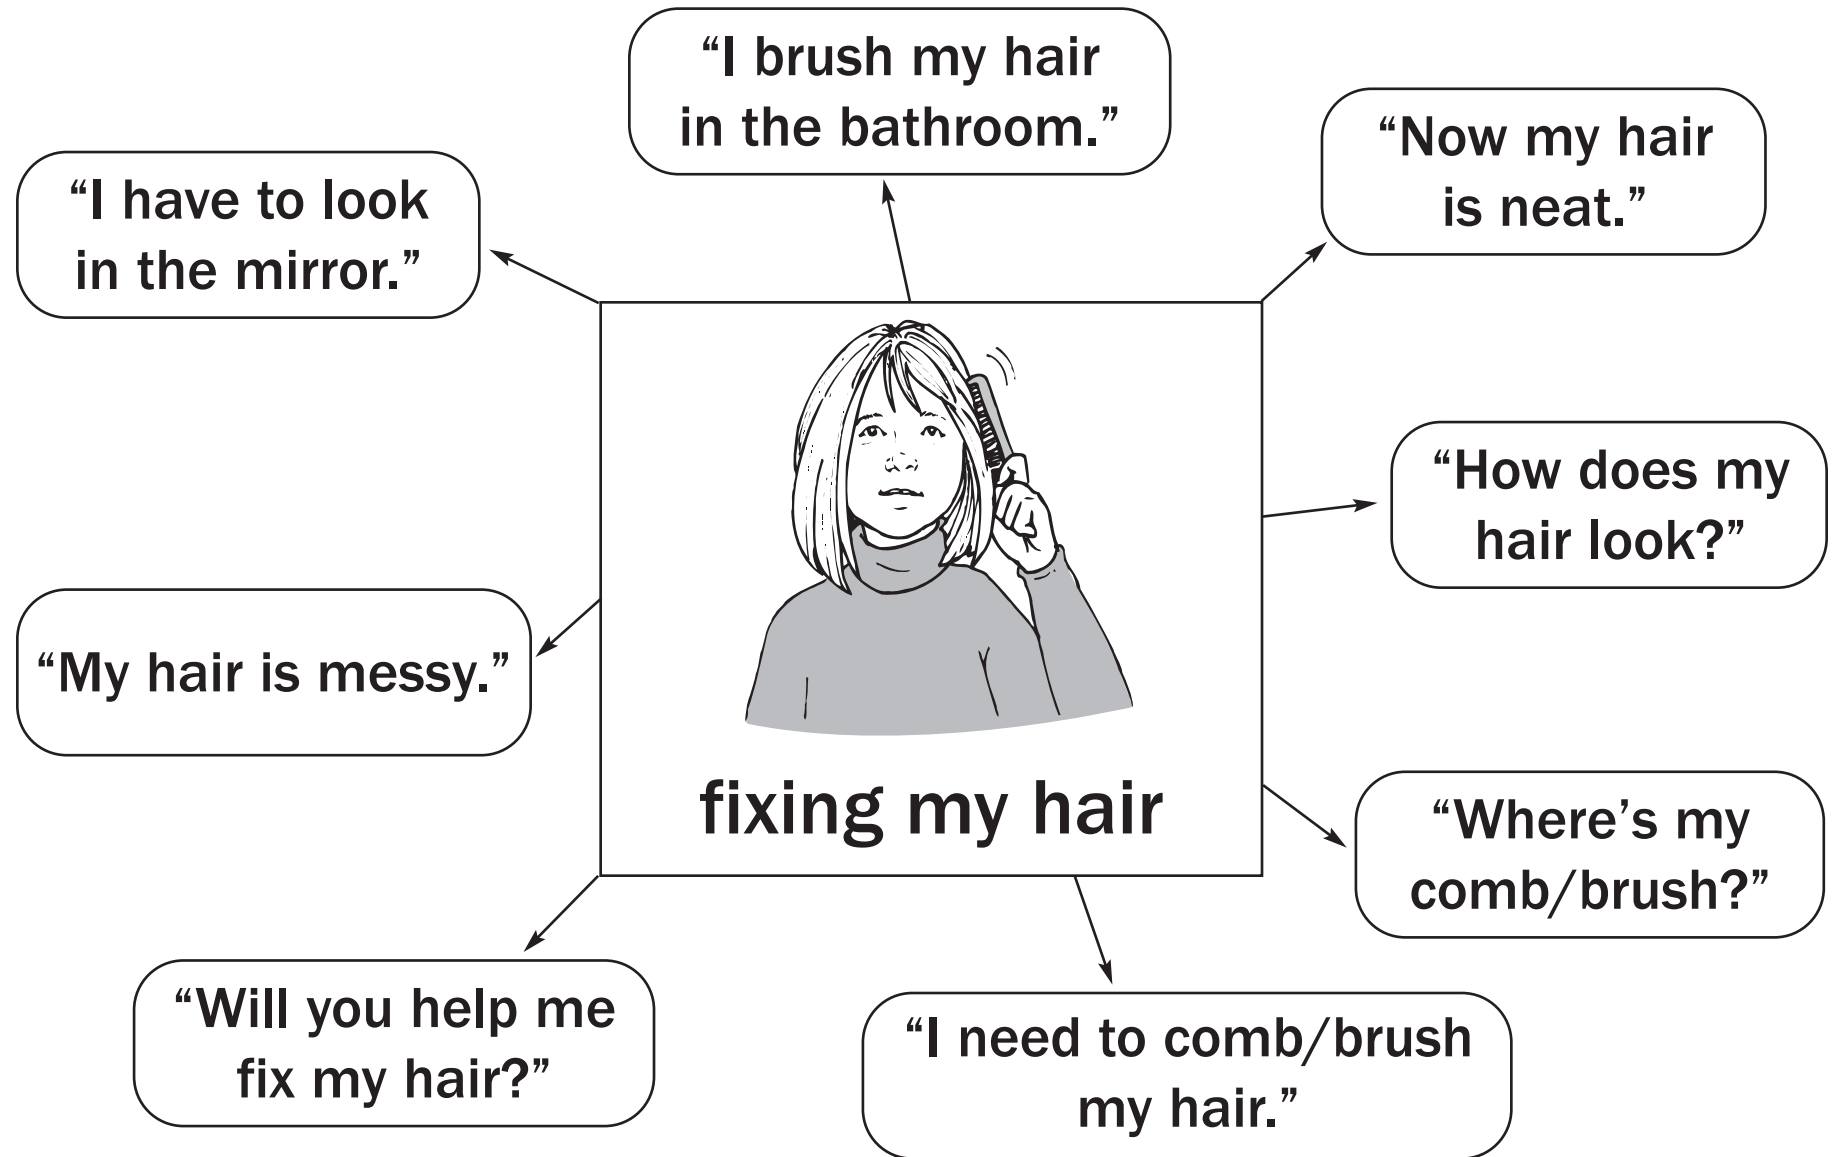 “I brush my hair
in the bathroom.”
“Now my hair
is neat.”
“I have to look
in the mirror.”
“How does my
hair look?”
“My hair is messy.”
fixing my hair
“Where’s my
comb/brush?”
“Will you help me
fix my hair?”
“I need to comb/brush
my hair.”